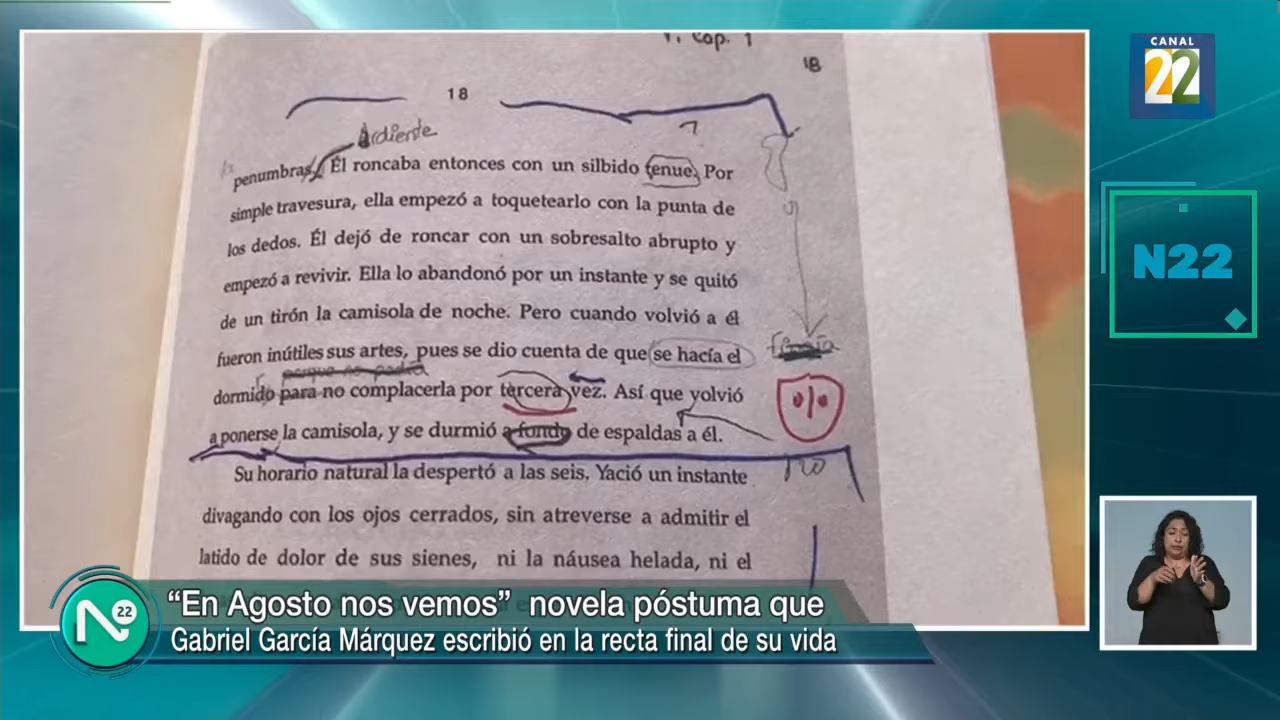 1. Cap. 1
18
18
Ardiente
penumbras. Él roncaba entonces con un silbido tenue. Por
simple travesura, ella empezó a toquetearlo con la punta de
los dedos. Él dejó de roncar con un sobresalto abrupto y
empezó a revivir. Ella lo abandonó por un instante y se quitó
de un tirón la camisola de noche. Pero cuando volvió a él
fueron inútiles sus artes, pues se dio cuenta de que se hacía el
porque no podía
dormido para no complacerla por tercera vez. Así que volvió
a ponerse la camisola, y se durmió a fondo de espaldas a él.
Su horario natural la despertó a las seis. Yació un instante
divagando con los ojos cerrados, sin atreverse a admitir el
latido de dolor de sus sienes, ni la náusea helada, ni el
CANAL
22
N22
N 22
“En Agosto nos vemos” novela póstuma que
Gabriel García Márquez escribió en la recta final de su vida